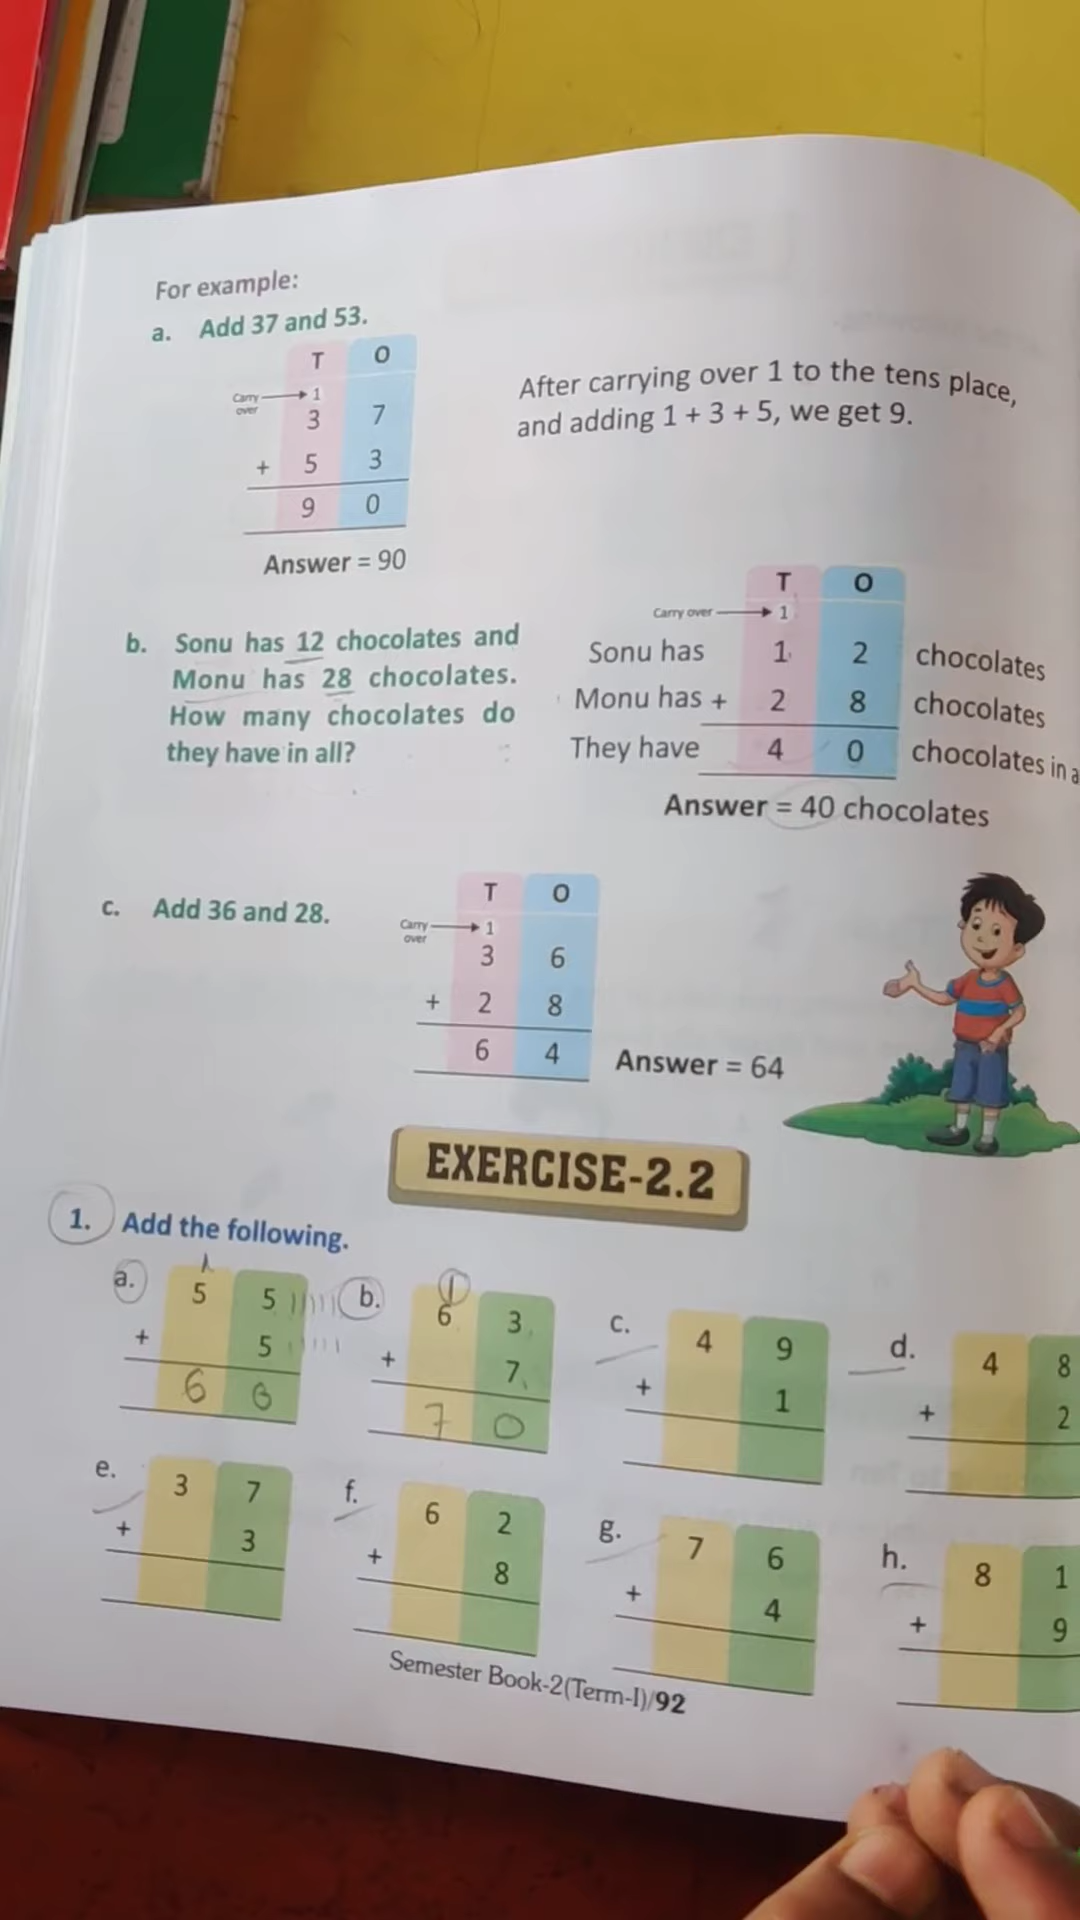 For example:
a. Add 37 and 53.
T O
Carry over 1
3 7
+ 5 3
9 0
Answer = 90
After carrying over 1 to the tens place,
and adding 1 + 3 + 5, we get 9.
b. Sonu has 12 chocolates and
Monu has 28 chocolates.
How many chocolates do
they have in all?
T O
Carry over 1
Sonu has 1 2 chocolates
Monu has + 2 8 chocolates
They have 4 0 chocolates in
Answer = 40 chocolates
c. Add 36 and 28.
T O
Carry over 1
3 6
+ 2 8
6 4
Answer = 64
EXERCISE-2.2
1. Add the following.
a. 1
5 5
+ 5
6 0
b. 1
6 3
+ 7
7 0
c. 4 9
+ 1
d. 4 8
+ 2
e. 3 7
+ 3
f. 6 2
+ 8
g. 7 6
+ 4
h. 8 1
+ 9
Semester Book-2(Term-I)/92